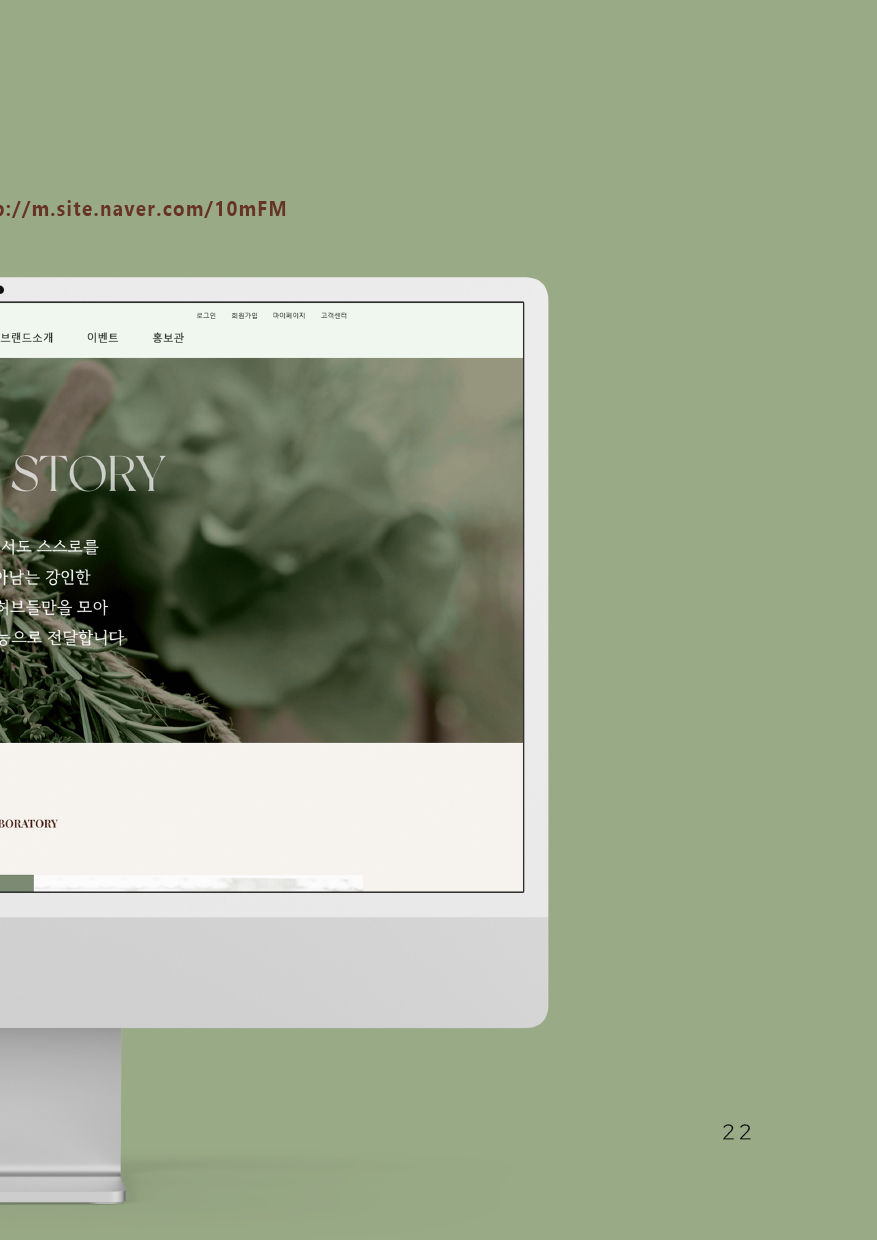 p://m.site.naver.com/10mFM
로그인 회원가입 마이페이지 고객센터
브랜드소개 이벤트 홍보관
STORY
서도 스스로를
아남는 강인한
허브들만을 모아
능으로 전달합니다
BORATORY
22